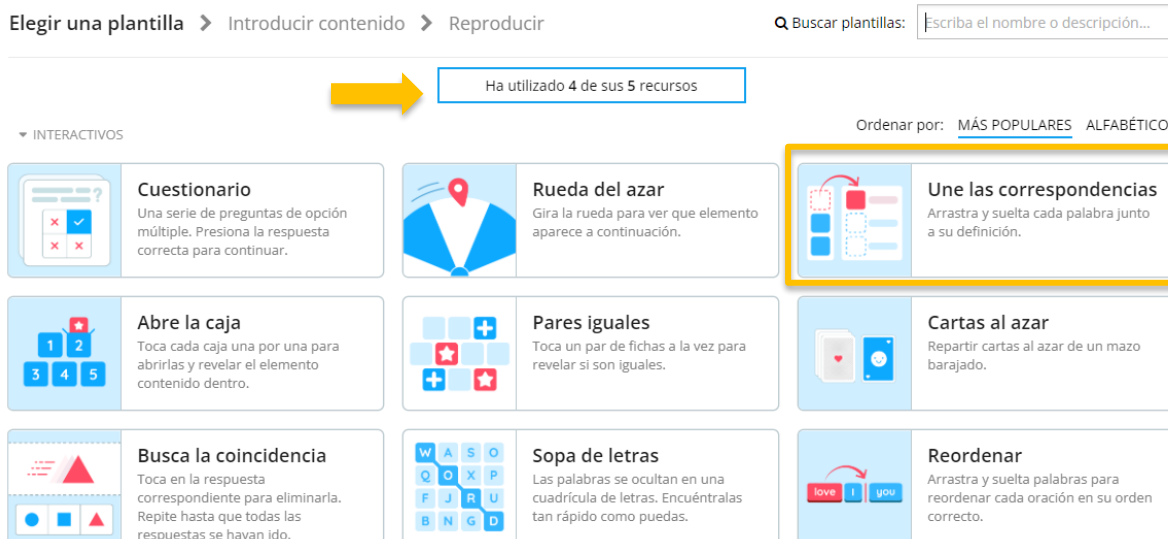 Elegir una plantilla > Introducir contenido > Reproducir
Buscar plantillas: Escriba el nombre o descripción...
Ha utilizado 4 de sus 5 recursos
INTERACTIVOS
Ordenar por: MÁS POPULARES ALFABÉTICO
Cuestionario
Una serie de preguntas de opción
múltiple. Presiona la respuesta
correcta para continuar.
Rueda del azar
Gira la rueda para ver que elemento
aparece a continuación.
Une las correspondencias
Arrastra y suelta cada palabra junto
a su definición.
1 2
3 4 5
Abre la caja
Toca cada caja una por una para
abrirlas y revelar el elemento
contenido dentro.
Pares iguales
Toca un par de fichas a la vez para
revelar si son iguales.
Cartas al azar
Repartir cartas al azar de un mazo
barajado.
Busca la coincidencia
Toca en la respuesta
correspondiente para eliminarla.
Repite hasta que todas las
respuestas se hayan ido.
W A S O
Q O X P
F J R U
B N G D
Sopa de letras
Las palabras se ocultan en una
cuadrícula de letras. Encuéntralas
tan rápido como puedas.
love I you
Reordenar
Arrastra y suelta palabras para
reordenar cada oración en su orden
correcto.